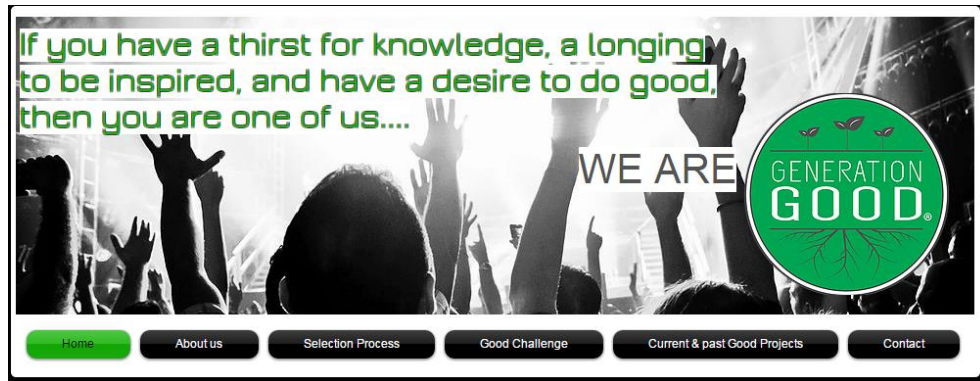 If you have a thirst for knowledge, a longing
to be inspired, and have a desire to do good,
then you are one of us....
WE ARE
GENERATION
GOOD®
Home
About us
Selection Process
Good Challenge
Current & past Good Projects
Contact